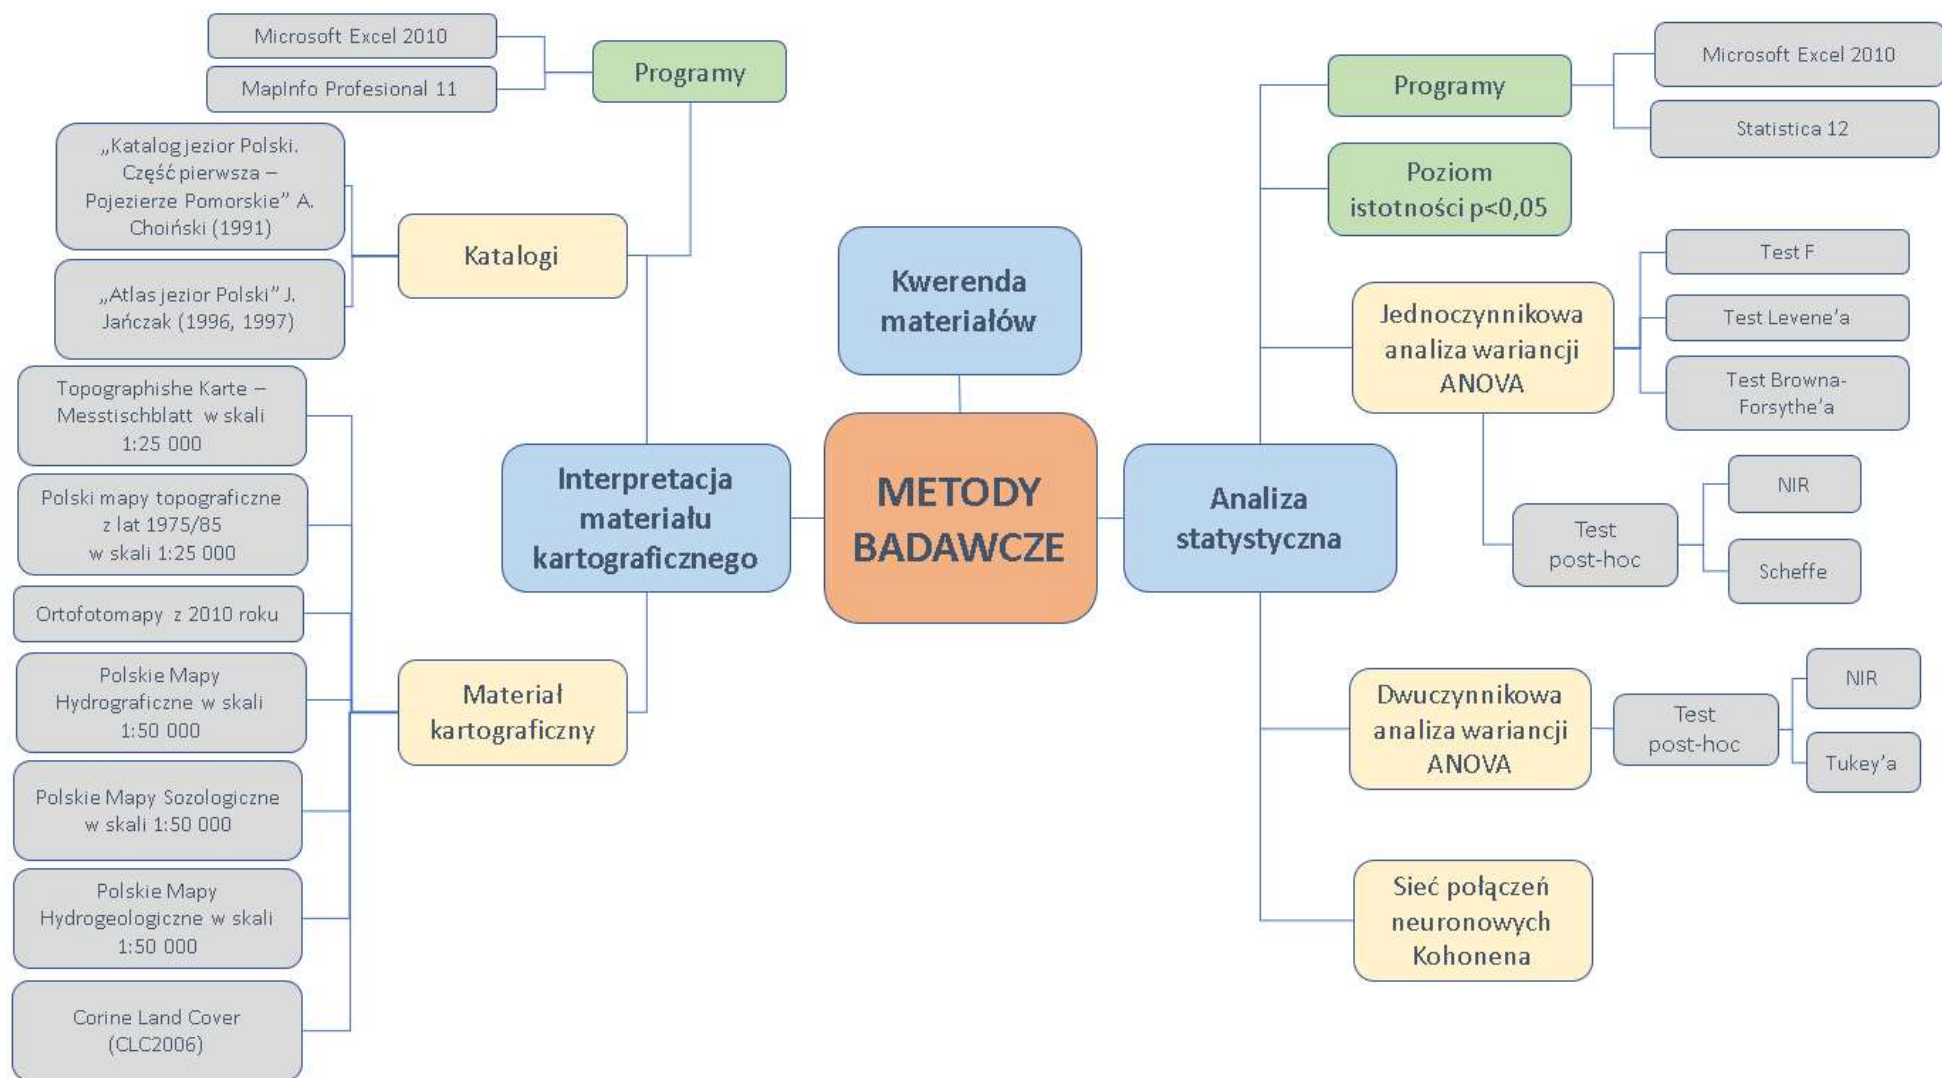 Microsoft Excel 2010
MapInfo Profesional 11
Programy
„Katalog jezior Polski.
Część pierwsza –
Pojezierze Pomorskie” A.
Choiński (1991)
„Atlas jezior Polski” J.
Jańczak (1996, 1997)
Katalogi
Topographishe Karte –
Messtischblatt w skali
1:25 000
Polski mapy topograficzne
z lat 1975/85
w skali 1:25 000
Ortofotomapy z 2010 roku
Polskie Mapy
Hydrograficzne w skali
1:50 000
Polskie Mapy Sozologiczne
w skali 1:50 000
Polskie Mapy
Hydrogeologiczne w skali
1:50 000
Corine Land Cover
(CLC2006)
Materiał
kartograficzny
Interpretacja
materiału
kartograficznego
Kwerenda
materiałów
METODY
BADAWCZE
Analiza
statystyczna
Programy
Microsoft Excel 2010
Statistica 12
Poziom
istotności p<0,05
Jednoczynnikowa
analiza wariancji
ANOVA
Test F
Test Levene’a
Test Browna-
Forsythe’a
Test
post-hoc
NIR
Scheffe
Dwuczynnikowa
analiza wariancji
ANOVA
Test
post-hoc
NIR
Tukey’a
Sieć połączeń
neuronowych
Kohonena